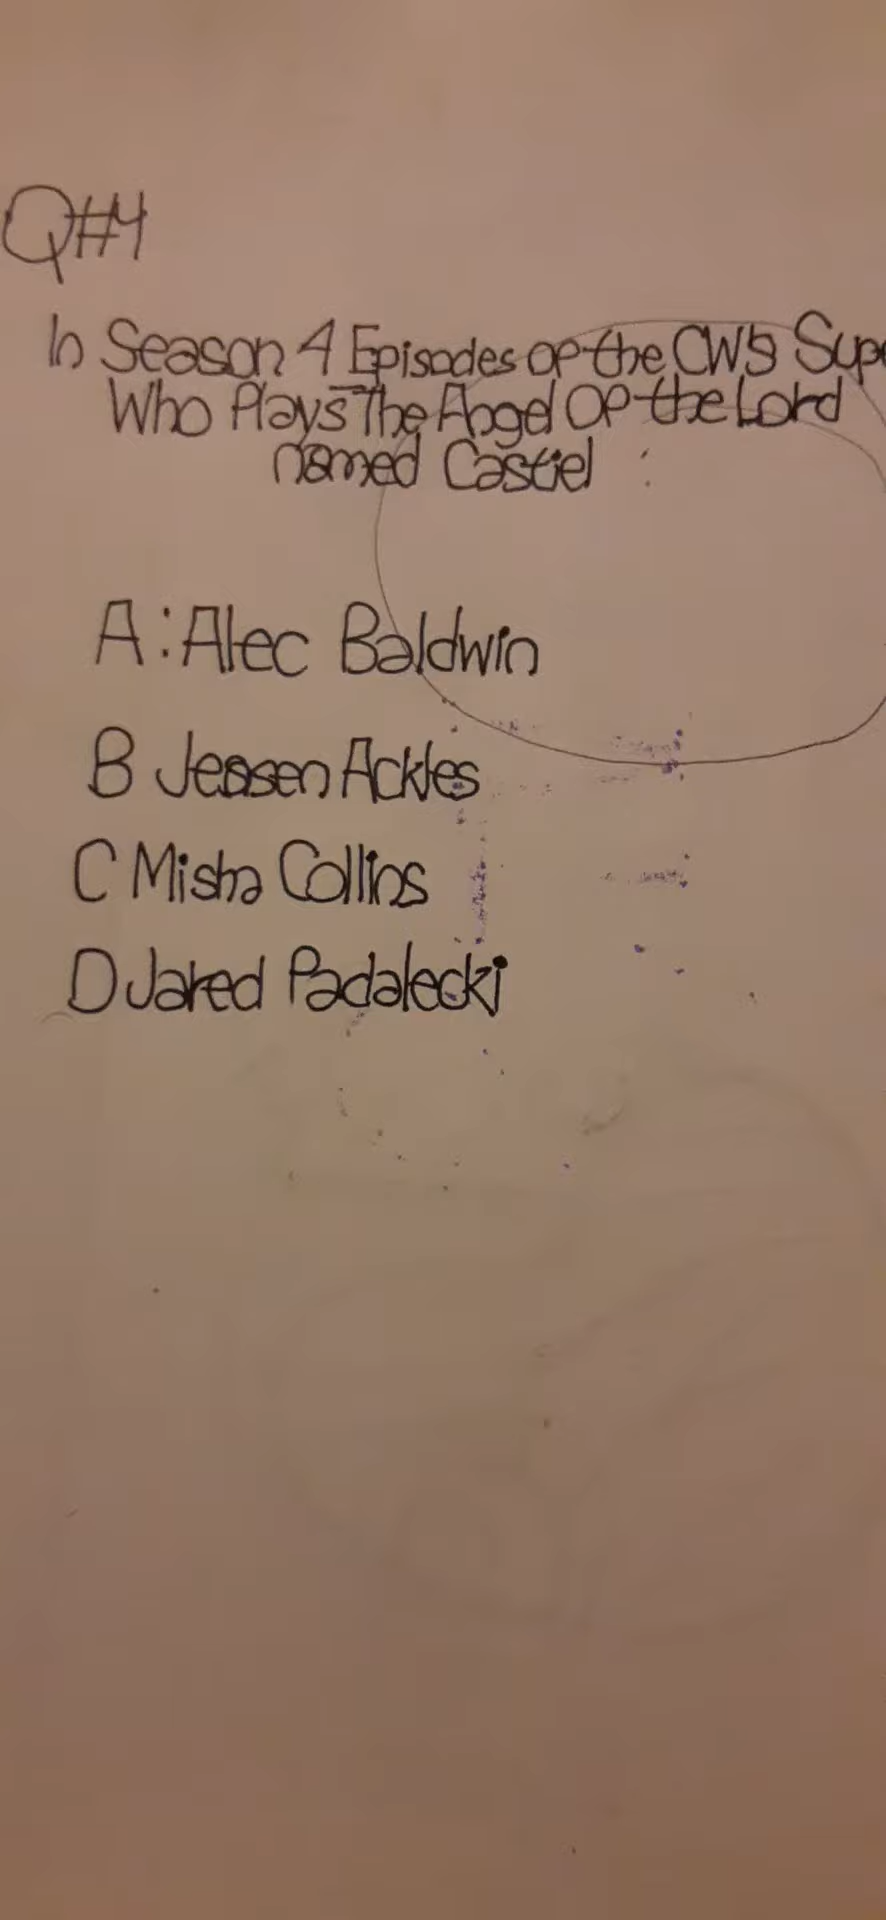 Q#4
In Season 4 Episodes of the CW's Supe
Who Plays The Angel Of the Lord
named Castiel :
A : Alec Baldwin
B Jensen Ackles
C Misha Collins
D Jared Padalecki